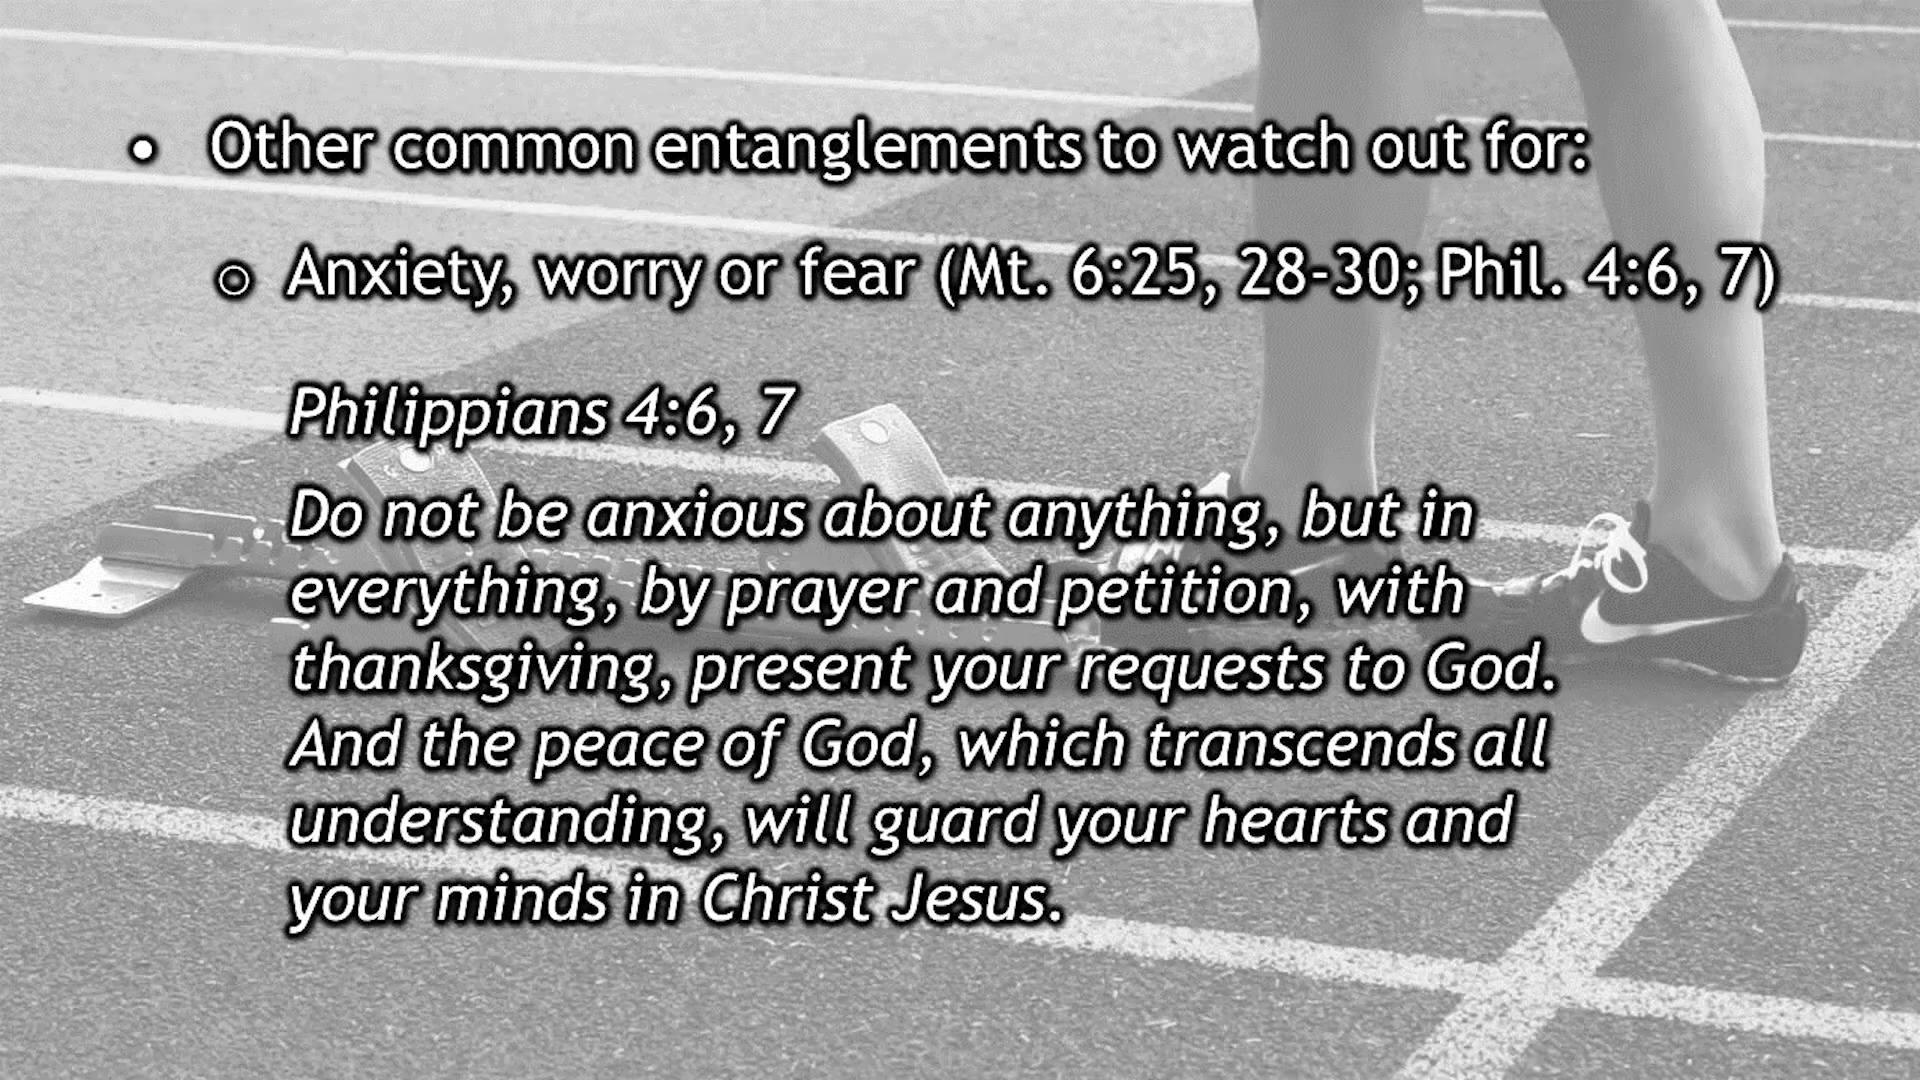 • Other common entanglements to watch out for:
○ Anxiety, worry or fear (Mt. 6:25, 28-30; Phil. 4:6, 7)
Philippians 4:6, 7
Do not be anxious about anything, but in
everything, by prayer and petition, with
thanksgiving, present your requests to God.
And the peace of God, which transcends all
understanding, will guard your hearts and
your minds in Christ Jesus.